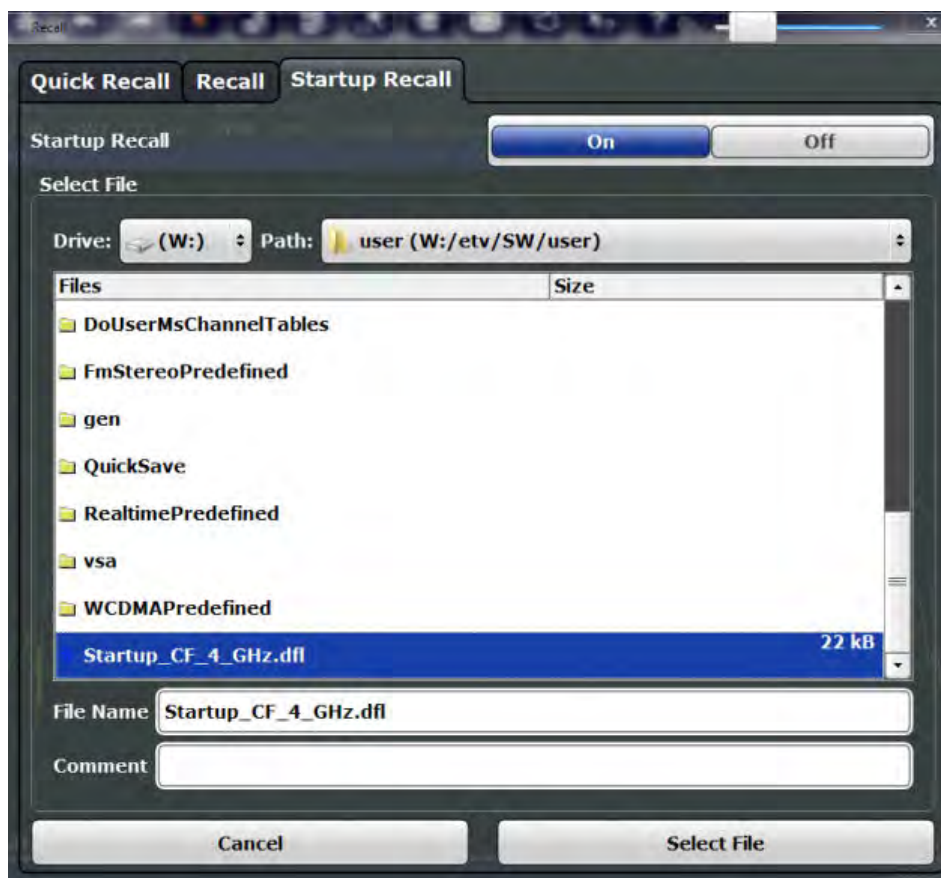 Recall
Quick Recall Recall Startup Recall
Startup Recall On Off
Select File
Drive: (W:) Path: user (W:/etv/SW/user)
Files Size
DoUserMsChannelTables
FmStereoPredefined
gen
QuickSave
RealtimePredefined
vsa
WCDMAPredefined
Startup_CF_4_GHz.dfl 22 kB
File Name Startup_CF_4_GHz.dfl
Comment
Cancel Select File